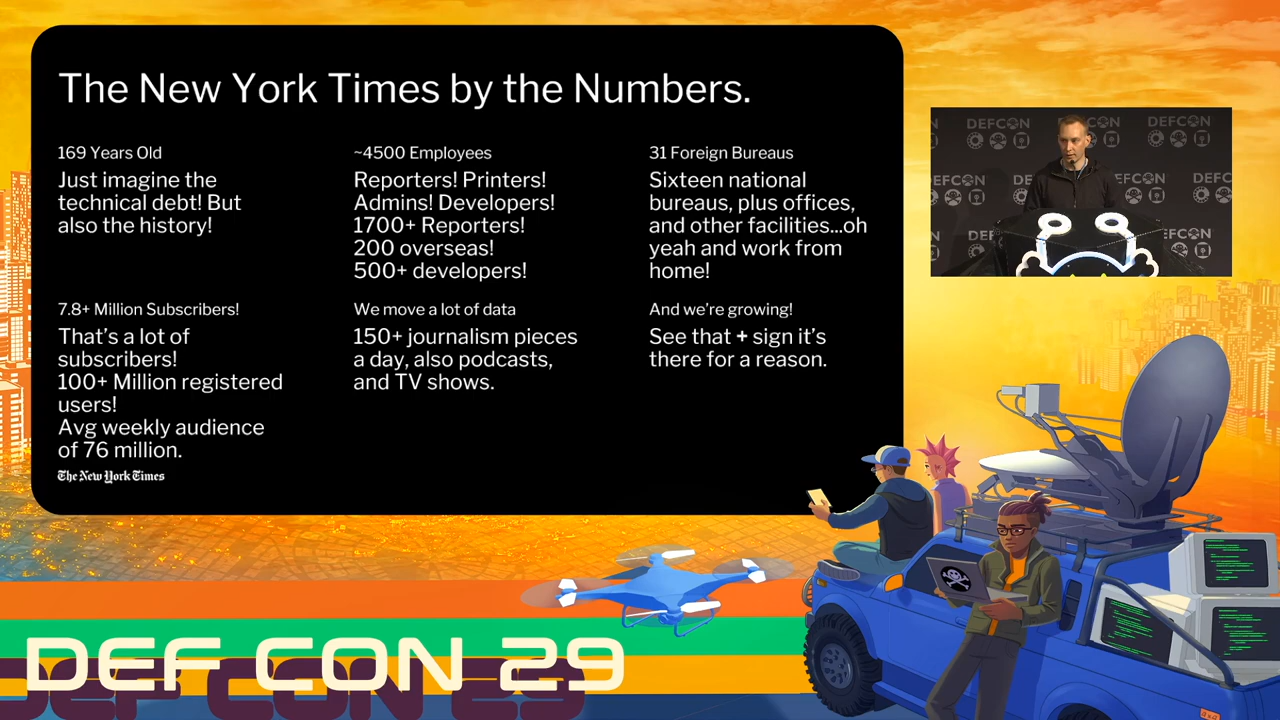 The New York Times by the Numbers.
169 Years Old
Just imagine the
technical debt! But
also the history!
~4500 Employees
Reporters! Printers!
Admins! Developers!
1700+ Reporters!
200 overseas!
500+ developers!
31 Foreign Bureaus
Sixteen national
bureaus, plus offices,
and other facilities...oh
yeah and work from
home!
7.8+ Million Subscribers!
That's a lot of
subscribers!
100+ Million registered
users!
Avg weekly audience
of 76 million.
We move a lot of data
150+ journalism pieces
a day, also podcasts,
and TV shows.
And we're growing!
See that + sign it's
there for a reason.
The New York Times
DEFCON
DEFCON
DEF CON 29
DEF CON 29